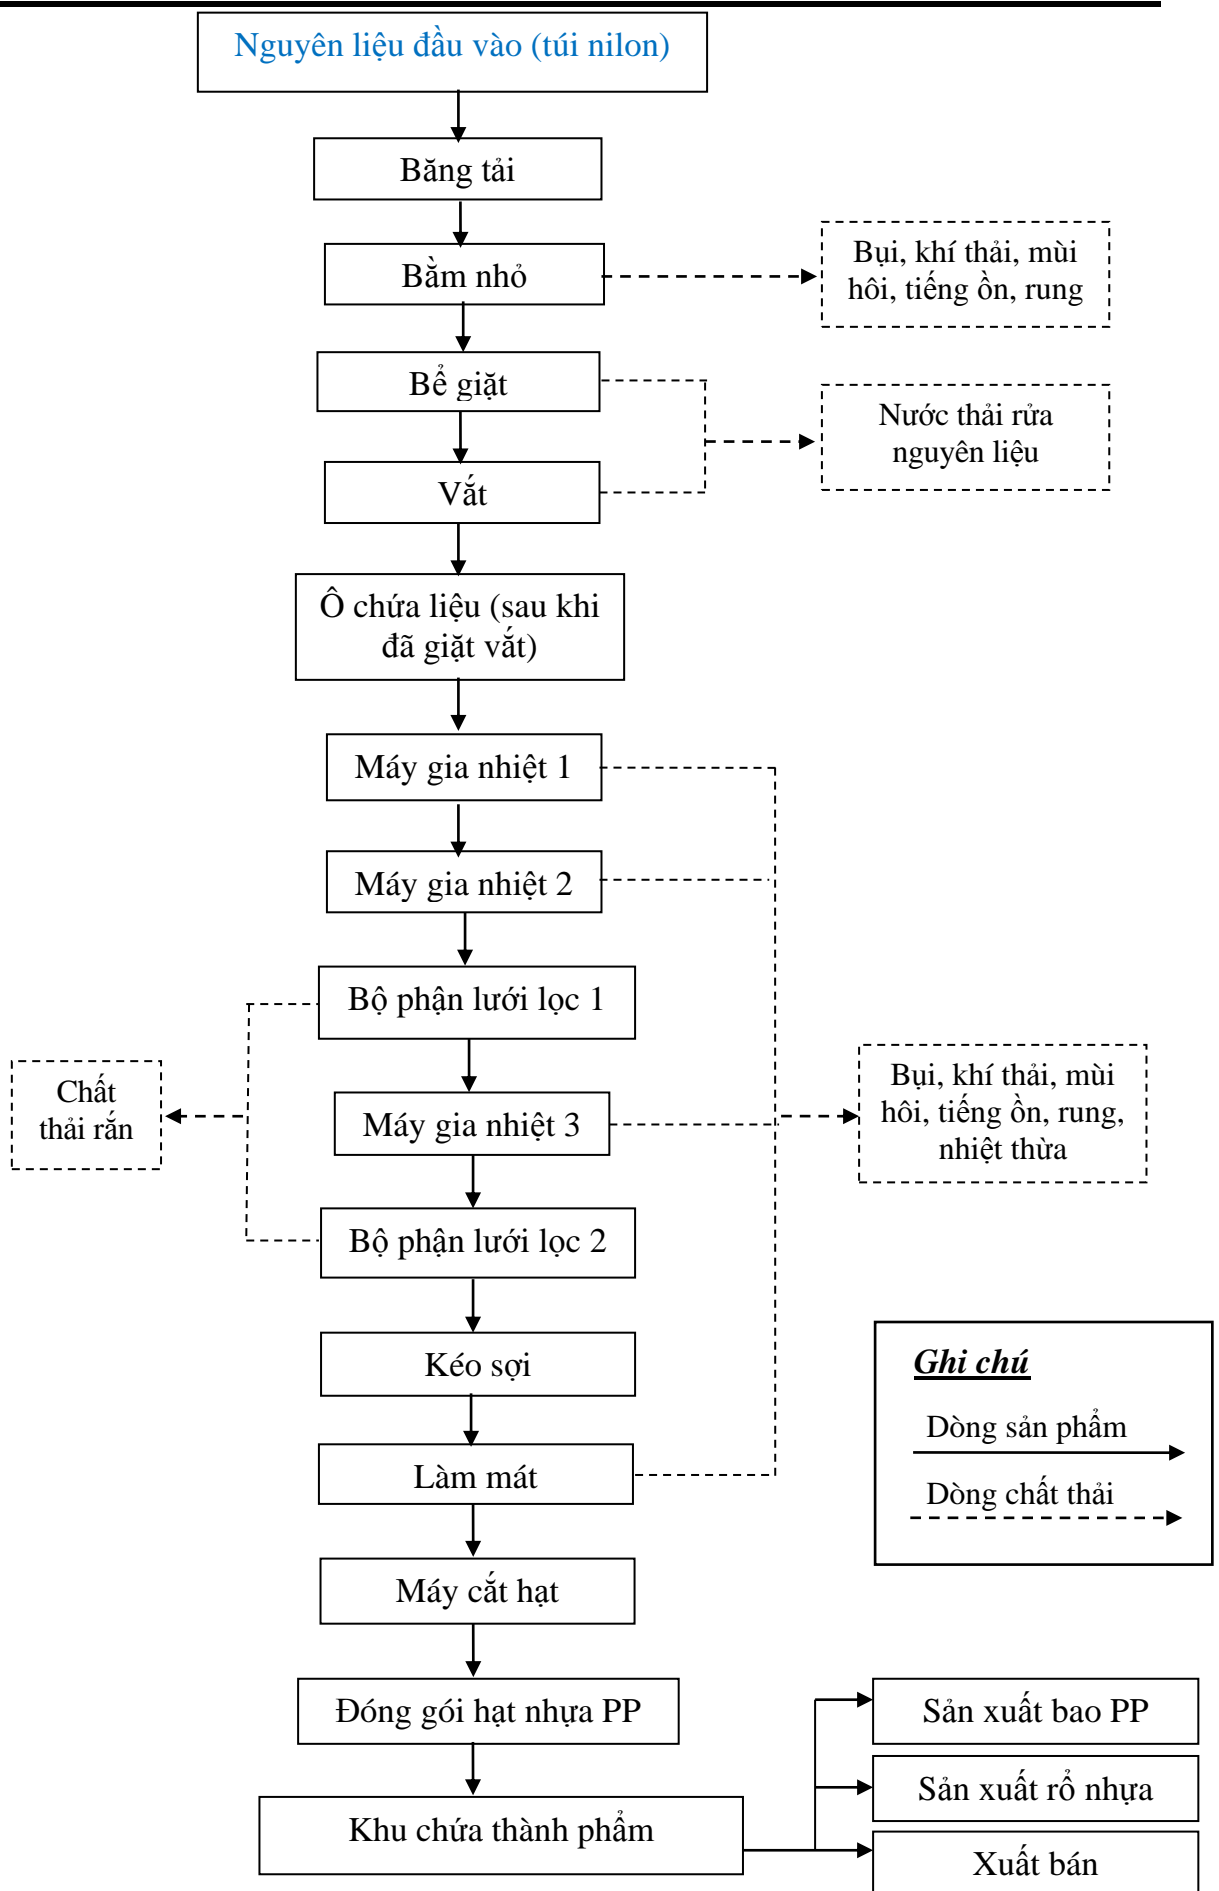 Nguyên liệu đầu vào (túi nilon)
Băng tải
Bằm nhỏ
Bụi, khí thải, mùi
hôi, tiếng ồn, rung
Bể giặt
Nước thải rửa
nguyên liệu
Vắt
Ô chứa liệu (sau khi
đã giặt vắt)
Máy gia nhiệt 1
Máy gia nhiệt 2
Bộ phận lưới lọc 1
Chất
thải rắn
Máy gia nhiệt 3
Bụi, khí thải, mùi
hôi, tiếng ồn, rung,
nhiệt thừa
Bộ phận lưới lọc 2
Kéo sợi
Làm mát
Ghi chú
Dòng sản phẩm
Dòng chất thải
Máy cắt hạt
Đóng gói hạt nhựa PP
Khu chứa thành phẩm
Sản xuất bao PP
Sản xuất rổ nhựa
Xuất bán